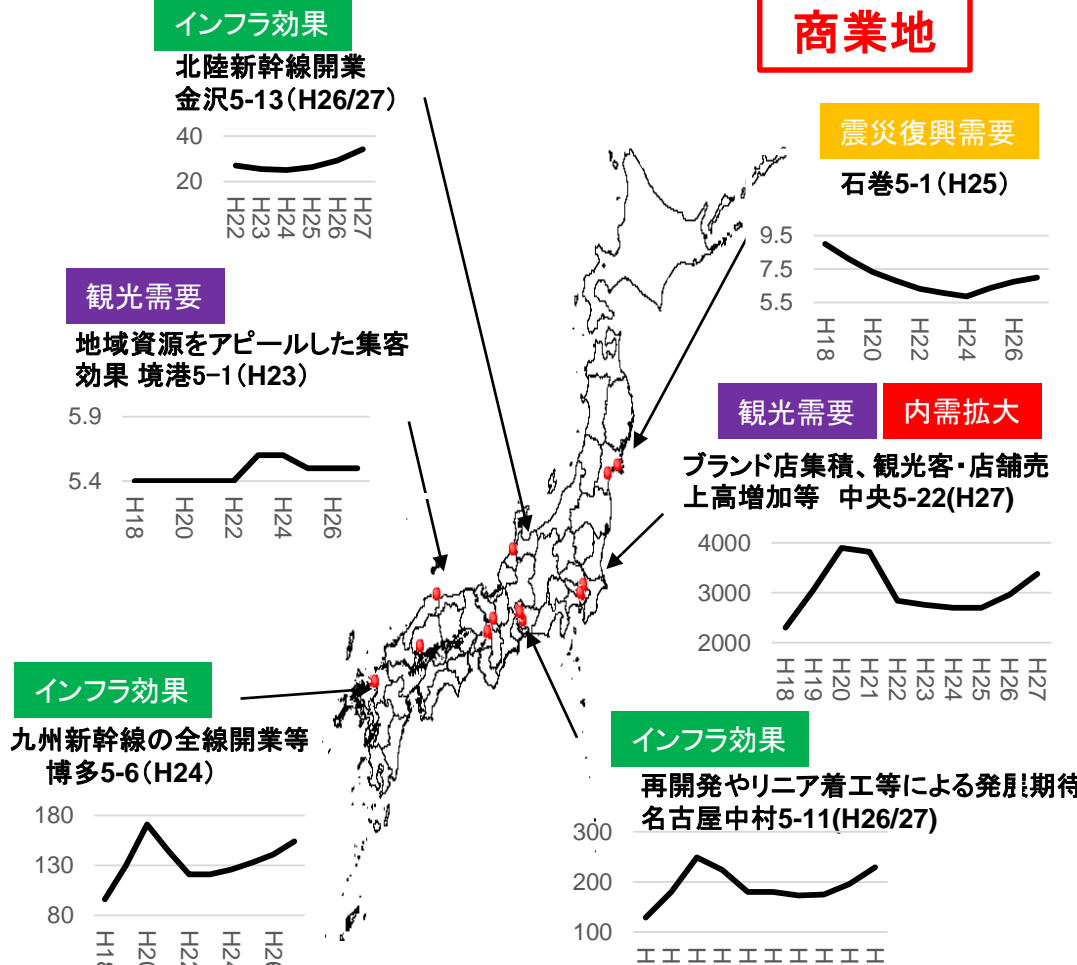 インフラ効果
北陸新幹線開業
金沢5-13（H26/27）
40
20
H22
H23
H24
H25
H26
H27
商業地
震災復興需要
石巻5-1（H25）
9.5
7.5
5.5
H18
H20
H22
H24
H26
観光需要
地域資源をアピールした集客
効果 境港5−1（H23）
5.9
5.4
H18
H20
H22
H24
H26
観光需要
内需拡大
ブランド店集積、観光客・店舗売
上高増加等　中央5-22(H27)
4000
3000
2000
H18
H19
H20
H21
H22
H23
H24
H25
H26
H27
インフラ効果
九州新幹線の全線開業等
博多5-6（H24）
180
130
80
H18
H20
H22
H24
H26
インフラ効果
再開発やリニア着工等による発展期待
名古屋中村5-11(H26/27)
300
200
100
H
H
H
H
H
H
H
H
H
H